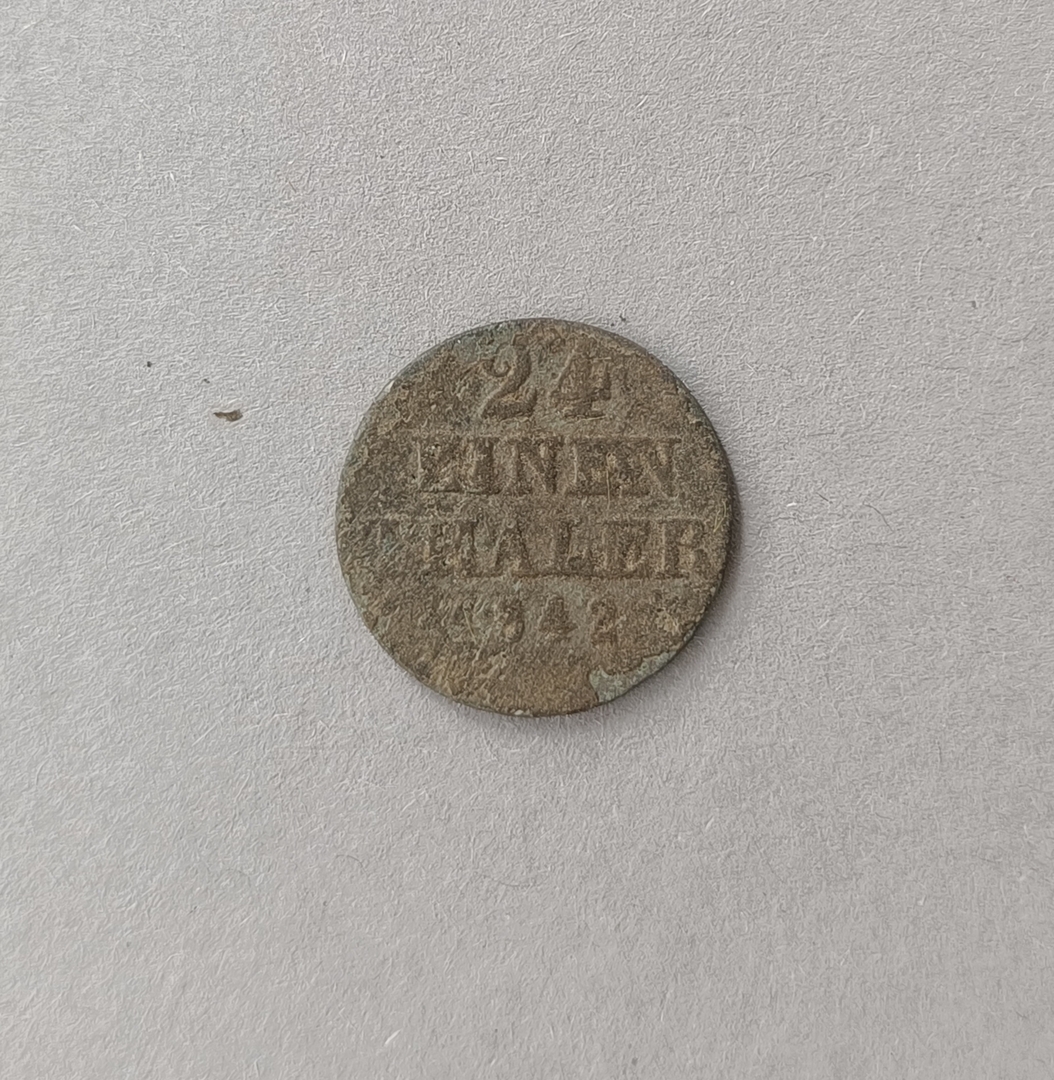 24
EINEN
THALER
1842